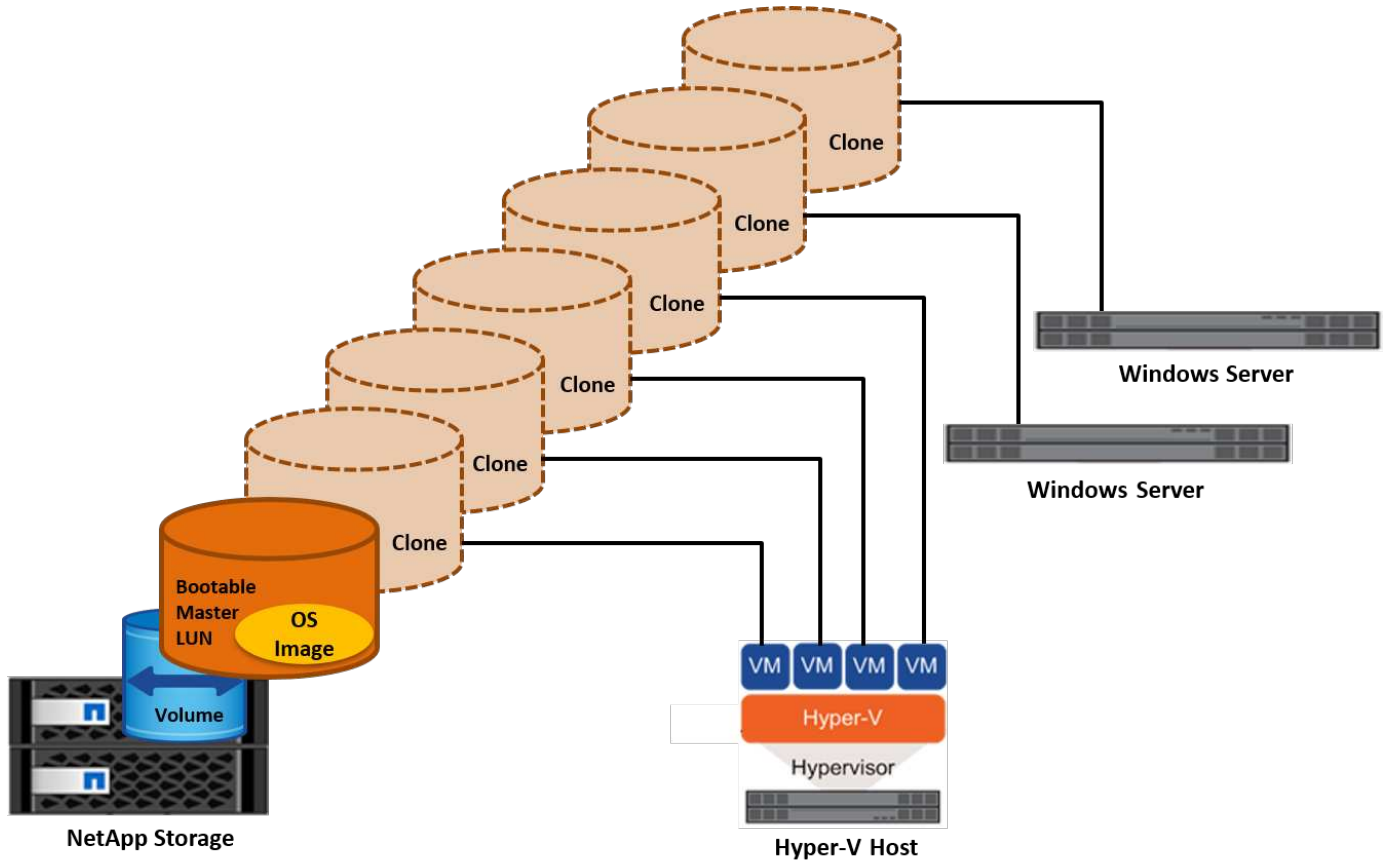 Clone
Clone
Clone
Clone
Clone
Clone
Windows Server
Windows Server
Bootable
Master
LUN
OS
Image
Volume
NetApp Storage
VM VM VM VM
Hyper-V
Hypervisor
Hyper-V Host